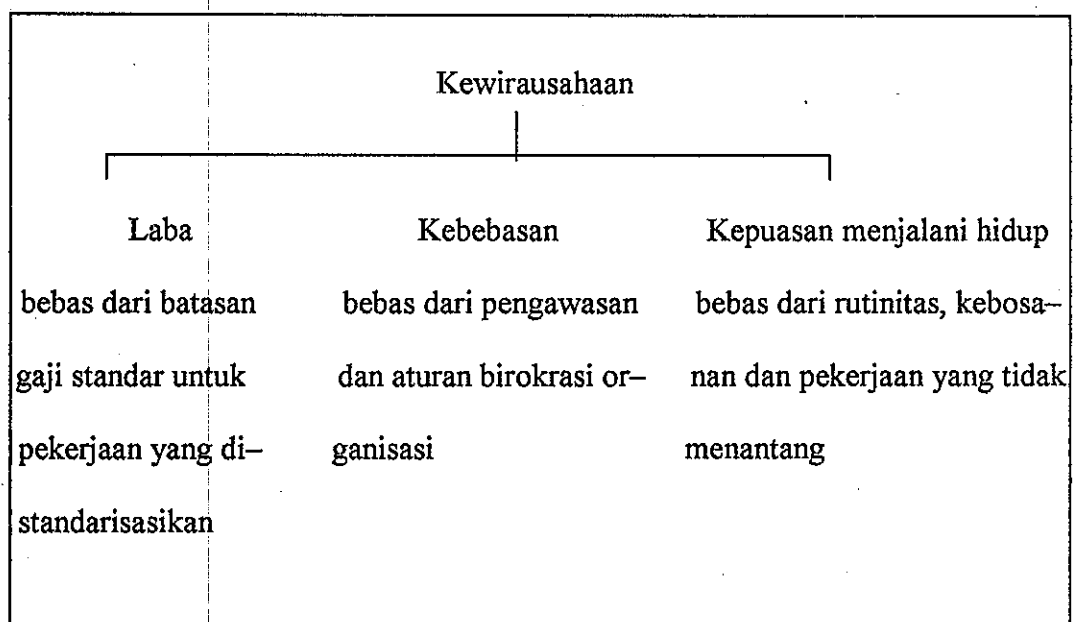 Kewirausahaan
Laba
bebas dari batasan
gaji standar untuk
pekerjaan yang di–
standarisasikan
Kebebasan
bebas dari pengawasan
dan aturan birokrasi or–
ganisasi
Kepuasan menjalani hidup
bebas dari rutinitas, kebosa–
nan dan pekerjaan yang tidak
menantang